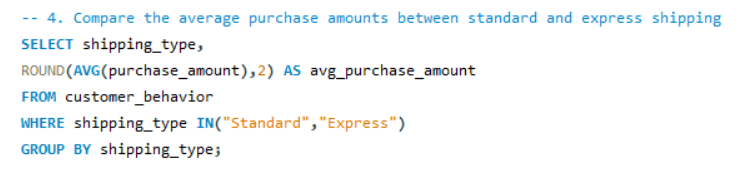 -- 4. Compare the average purchase amounts between standard and express shipping
SELECT shipping_type,
ROUND(AVG(purchase_amount),2) AS avg_purchase_amount
FROM customer_behavior
WHERE shipping_type IN("Standard","Express")
GROUP BY shipping_type;